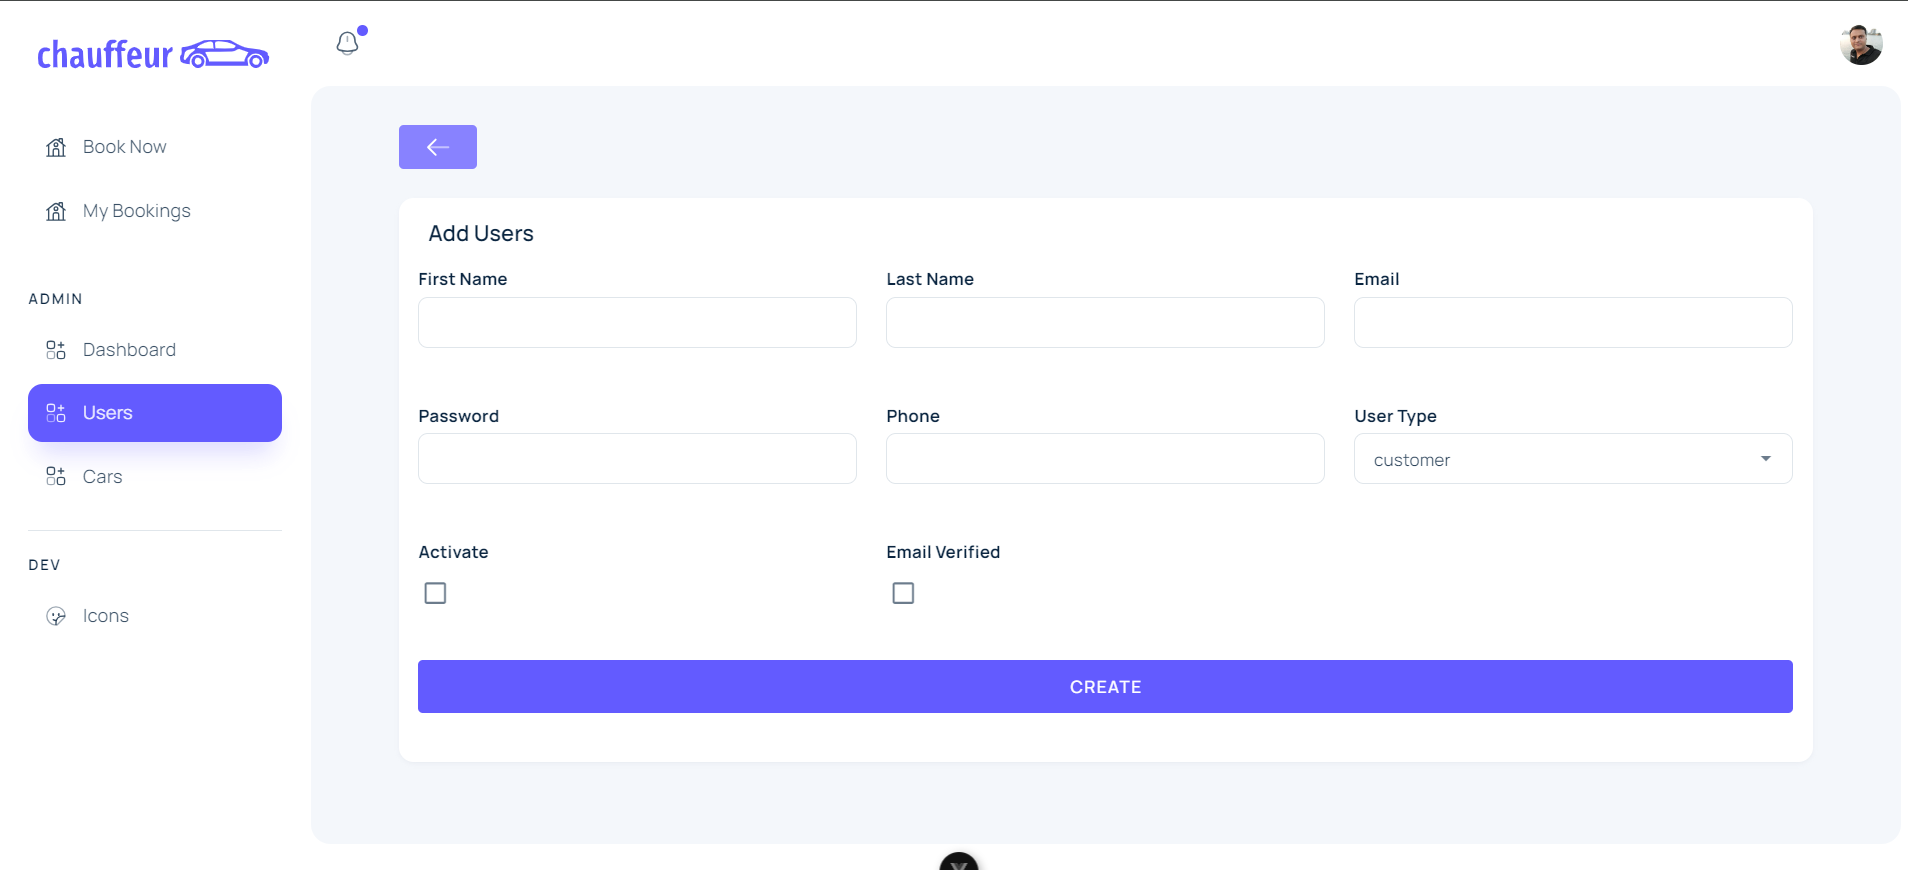 chauffeur
Book Now
My Bookings
ADMIN
Dashboard
Users
Cars
DEV
Icons
Add Users
First Name
Last Name
Email
Password
Phone
User Type
customer
Activate
Email Verified
CREATE